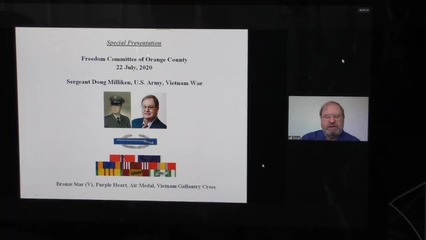 Special Presentation
Freedom Committee of Orange County
22 July, 2020
Sergeant Doug Milliken, U.S. Army, Vietnam War
Bronze Star (V), Purple Heart, Air Medal, Vietnam Gallantry Cross